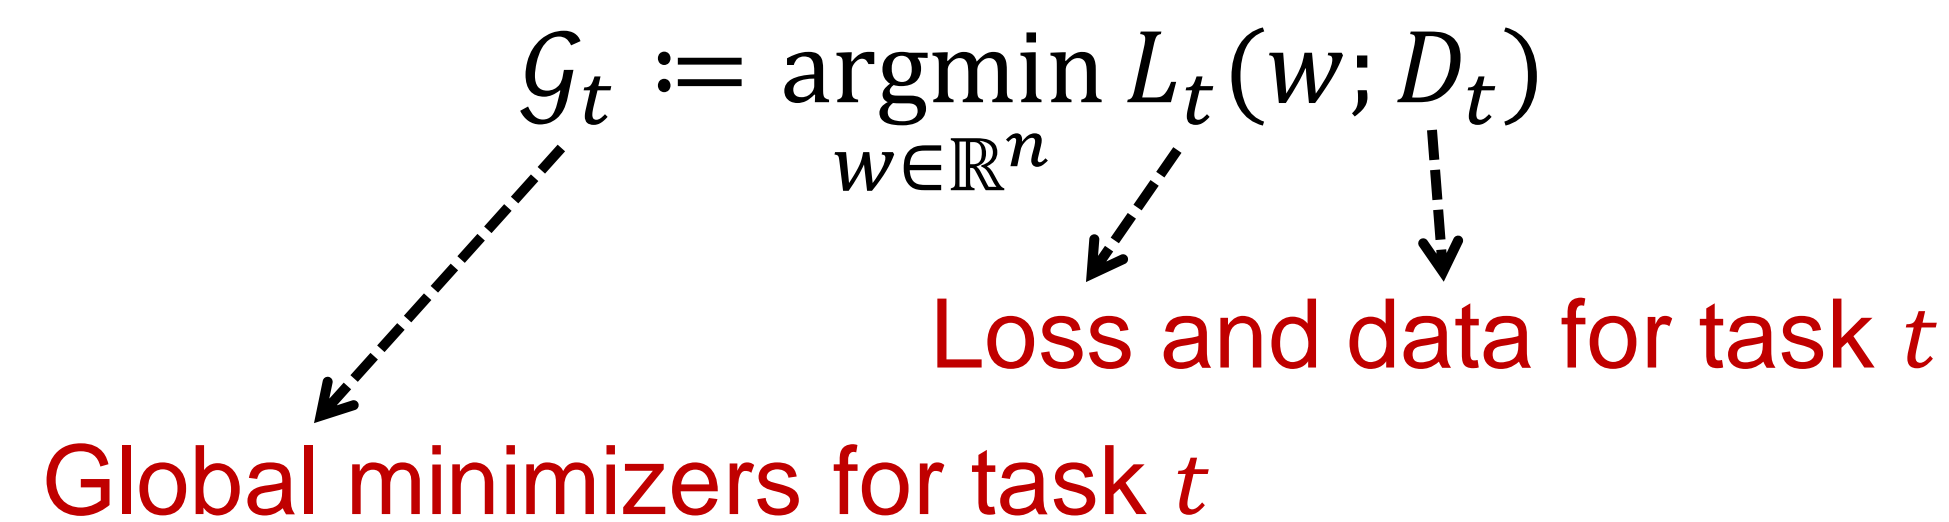 𝒢ₜ ≔ argmin Lₜ(w; Dₜ)
w∈ℝⁿ
Loss and data for task t
Global minimizers for task t